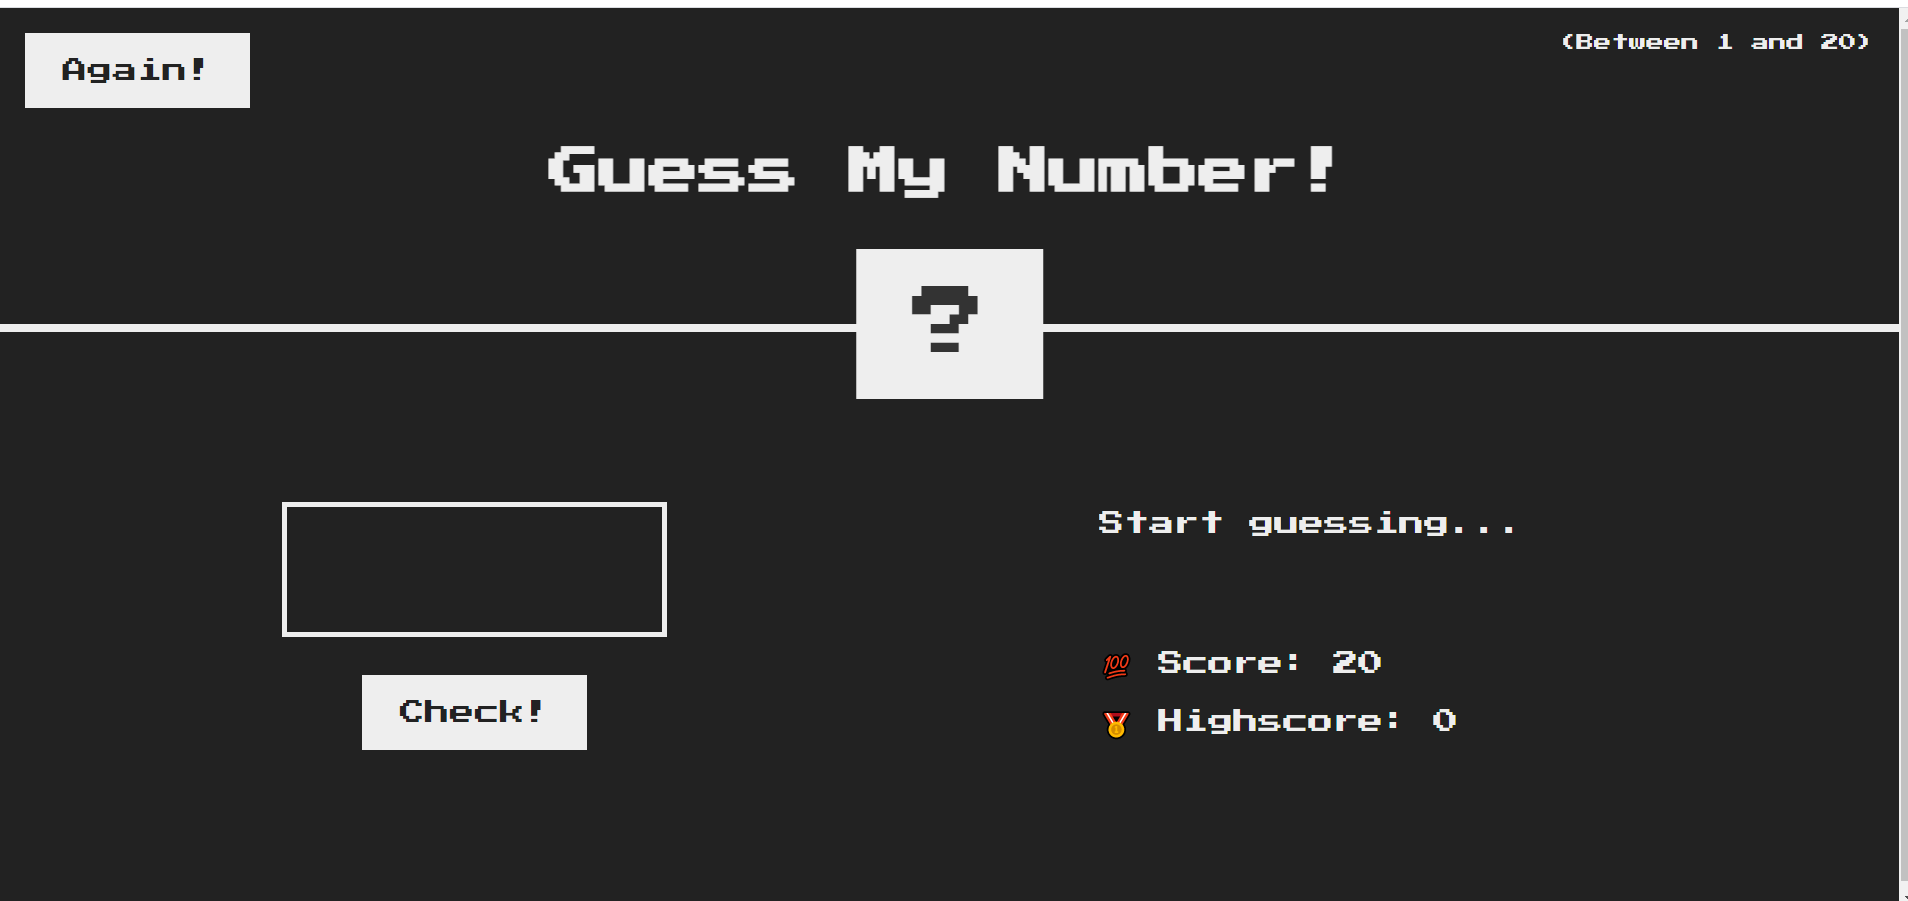 Again!
(Between 1 and 20)
Guess My Number!
?
Start guessing...
💯 Score: 20
🥇 Highscore: 0
Check!